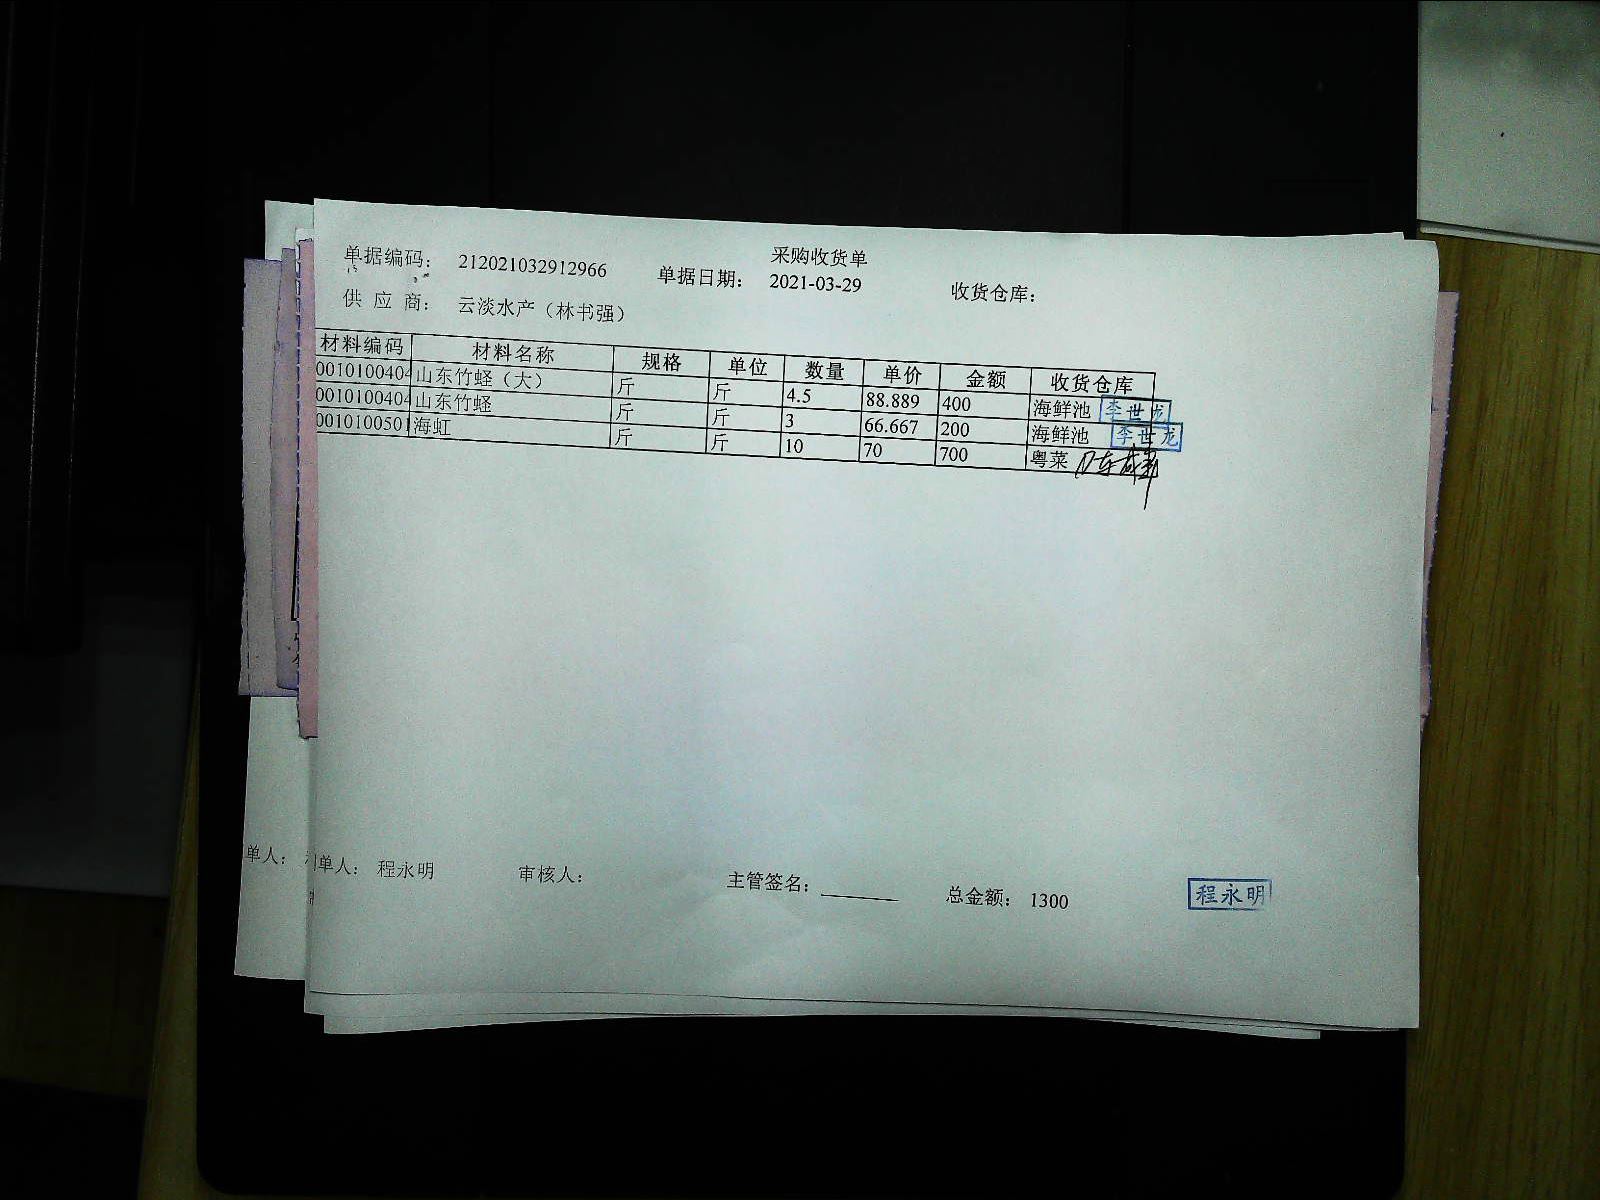 采购收货单
单据编码： 212021032912966 单据日期： 2021-03-29 收货仓库：
供 应 商： 云淡水产（林书强）
材料编码 材料名称 规格 单位 数量 单价 金额 收货仓库
0010100404 山东竹蛏（大） 斤 斤 4.5 88.889 400 海鲜池 李世龙
0010100404 山东竹蛏 斤 斤 3 66.667 200 海鲜池 李世龙
0010100501 海虹 斤 斤 10 70 700 粤菜
单人： 单人： 程永明 审核人： 主管签名： 总金额： 1300 程永明